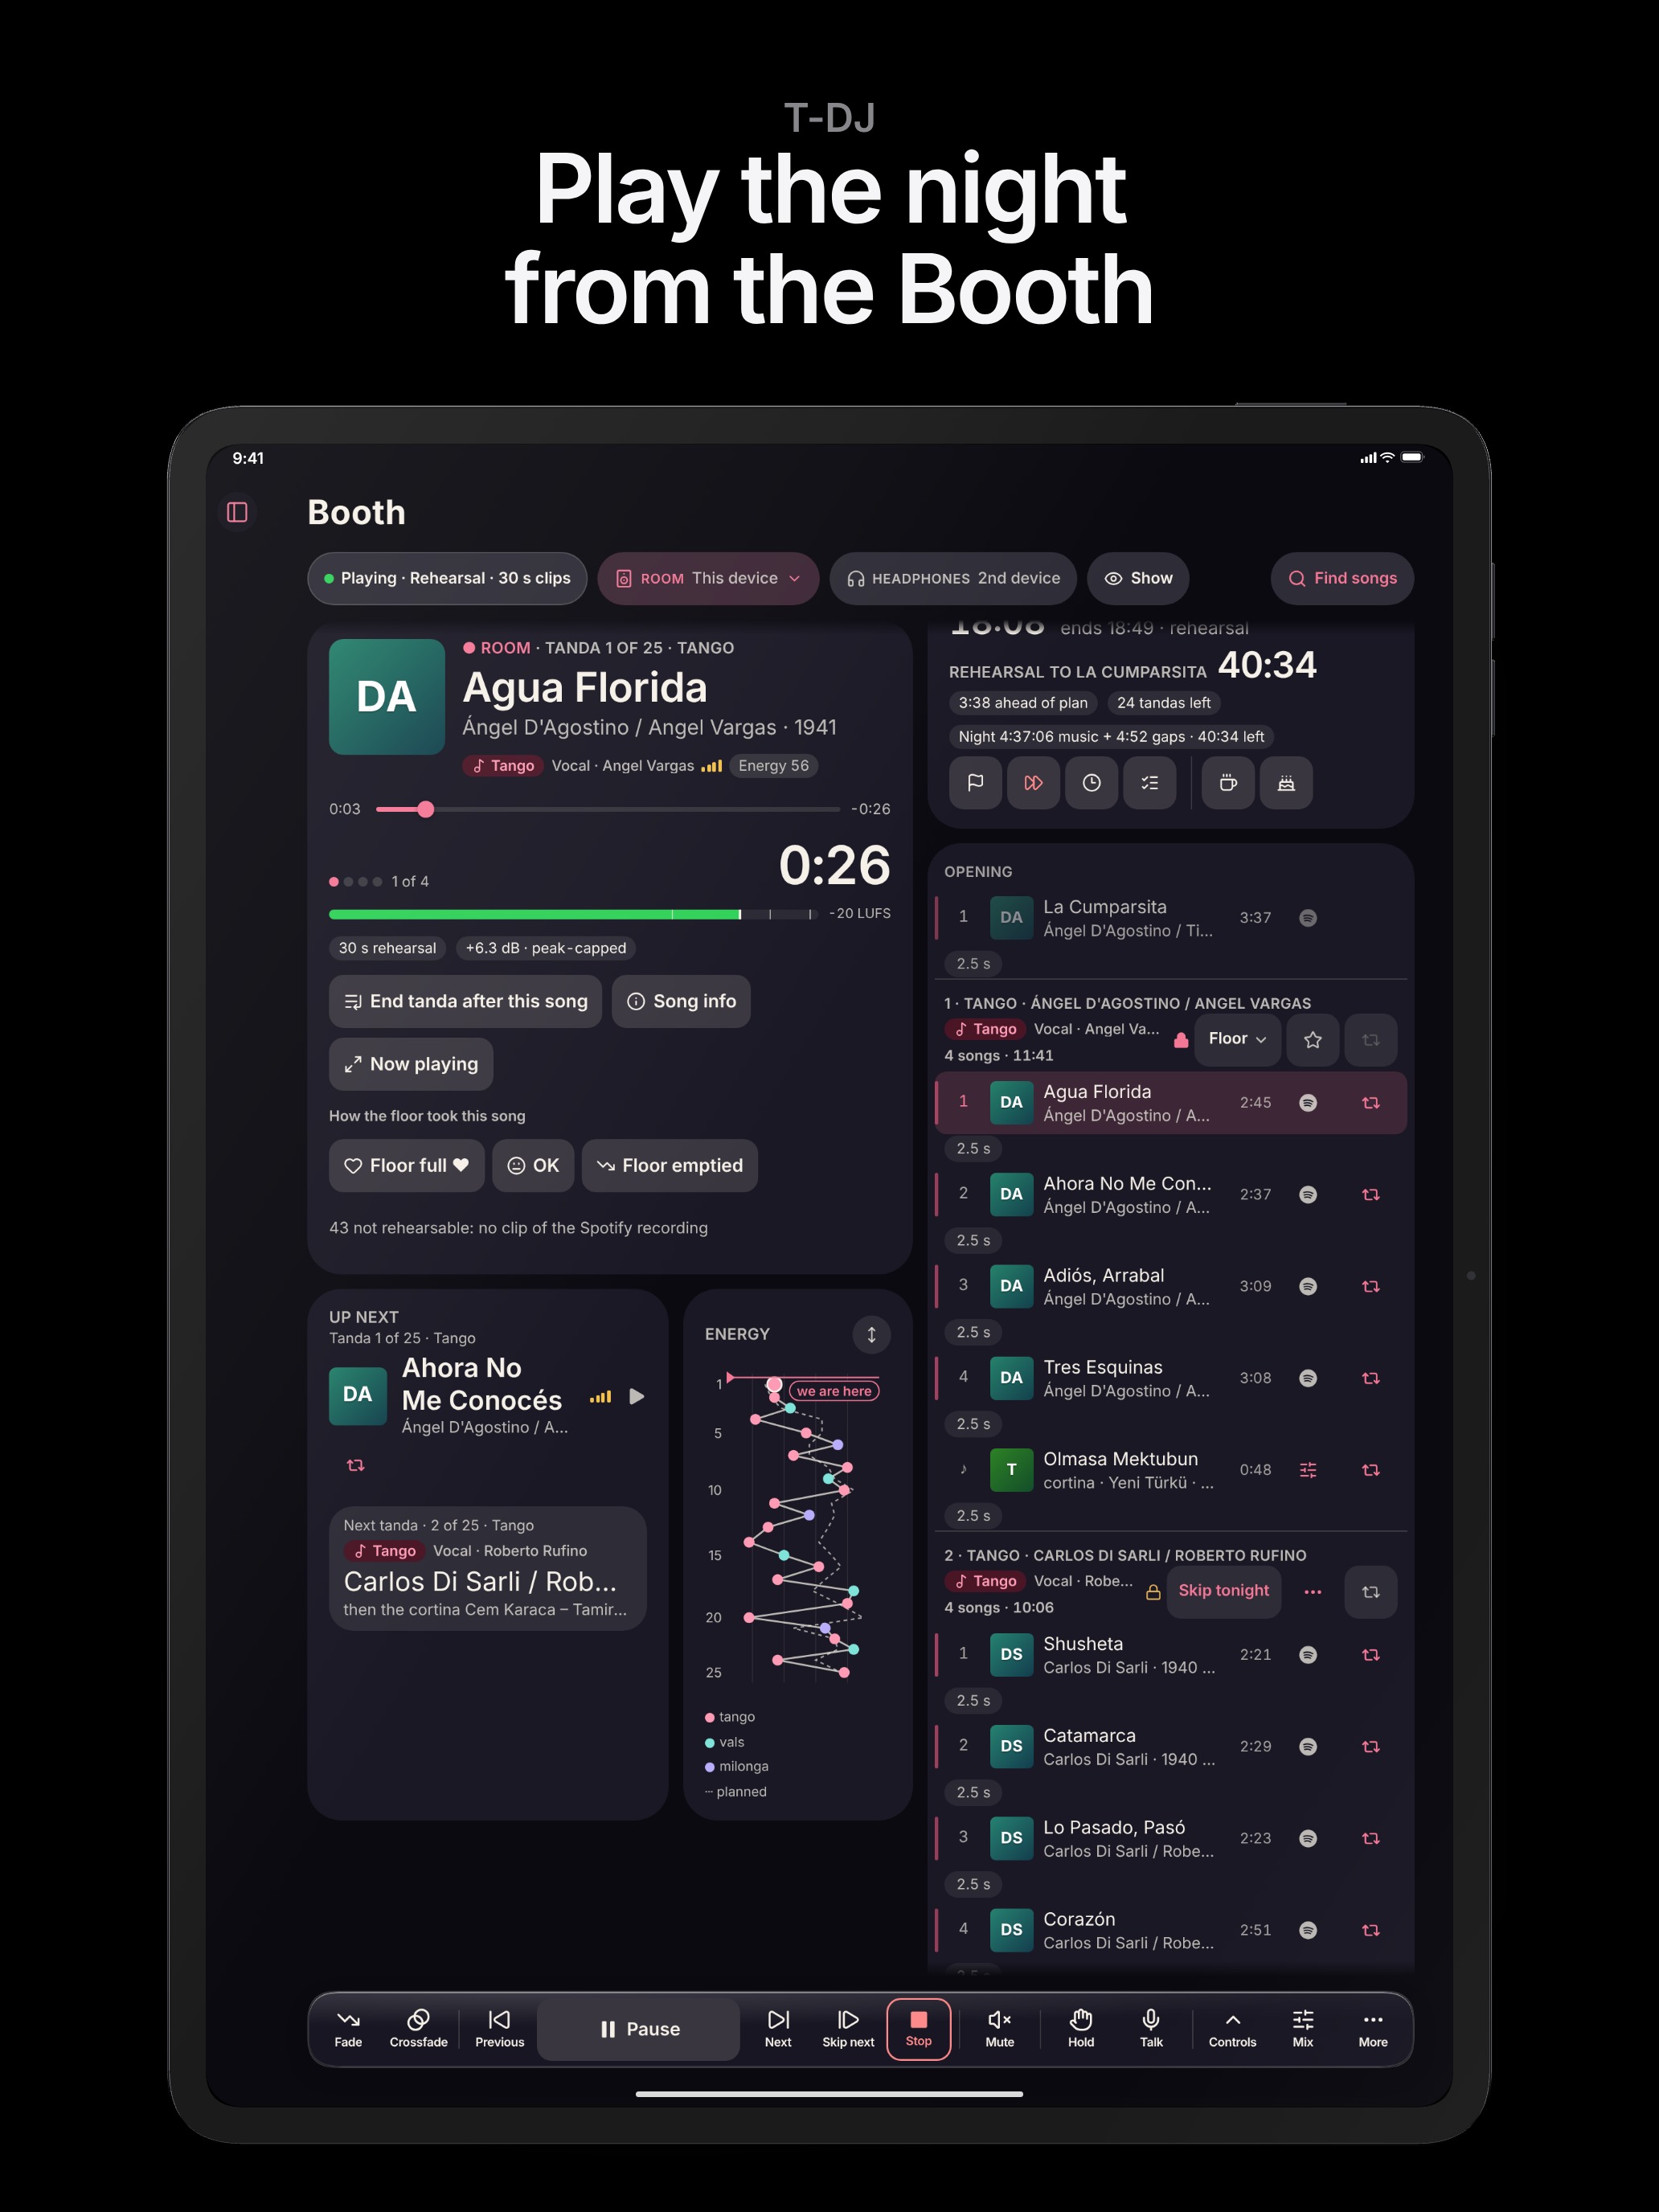 T-DJ
Play the night
from the Booth
9:41
Booth
Playing · Rehearsal · 30 s clips
ROOM This device
HEADPHONES 2nd device
Show
Find songs
DA
ROOM · TANDA 1 OF 25 · TANGO
Agua Florida
Ángel D'Agostino / Angel Vargas · 1941
Tango Vocal · Angel Vargas Energy 56
0:03
-0:26
1 of 4
0:26
-20 LUFS
30 s rehearsal
+6.3 dB · peak-capped
End tanda after this song
Song info
Now playing
How the floor took this song
Floor full ♥
OK
Floor emptied
43 not rehearsable: no clip of the Spotify recording
UP NEXT
Tanda 1 of 25 · Tango
DA
Ahora No
Me Conocés
Ángel D'Agostino / A...
Next tanda · 2 of 25 · Tango
Tango Vocal · Roberto Rufino
Carlos Di Sarli / Rob...
then the cortina Cem Karaca – Tamir...
ENERGY
we are here
1
5
10
15
20
25
tango
vals
milonga
planned
18:08 ends 18:49 · rehearsal
REHEARSAL TO LA CUMPARSITA 40:34
3:38 ahead of plan
24 tandas left
Night 4:37:06 music + 4:52 gaps · 40:34 left
OPENING
1 DA La Cumparsita 3:37
Ángel D'Agostino / Ti...
2.5 s
1 · TANGO · ÁNGEL D'AGOSTINO / ANGEL VARGAS
Tango Vocal · Angel Va...
4 songs · 11:41
Floor
1 DA Agua Florida 2:45
Ángel D'Agostino / A...
2.5 s
2 DA Ahora No Me Con... 2:37
Ángel D'Agostino / A...
2.5 s
3 DA Adiós, Arrabal 3:09
Ángel D'Agostino / A...
2.5 s
4 DA Tres Esquinas 3:08
Ángel D'Agostino / A...
2.5 s
♪ T Olmasa Mektubun 0:48
cortina · Yeni Türkü · ...
2.5 s
2 · TANGO · CARLOS DI SARLI / ROBERTO RUFINO
Tango Vocal · Robe...
4 songs · 10:06
Skip tonight
1 DS Shusheta 2:21
Carlos Di Sarli · 1940 ...
2.5 s
2 DS Catamarca 2:29
Carlos Di Sarli · 1940 ...
2.5 s
3 DS Lo Pasado, Pasó 2:23
Carlos Di Sarli / Robe...
2.5 s
4 DS Corazón 2:51
Carlos Di Sarli / Robe...
Fade
Crossfade
Previous
Pause
Next
Skip next
Stop
Mute
Hold
Talk
Controls
Mix
More